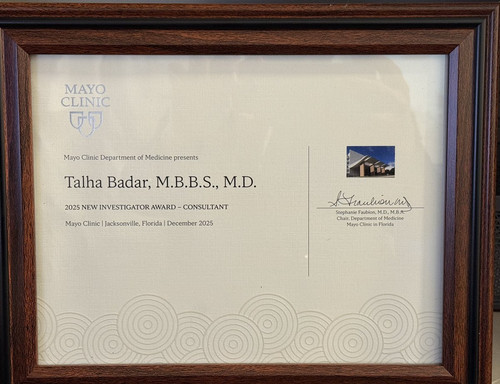 MAYO
CLINIC
Mayo Clinic Department of Medicine presents
Talha Badar, M.B.B.S., M.D.
2025 NEW INVESTIGATOR AWARD – CONSULTANT
Mayo Clinic | Jacksonville, Florida | December 2025
Stephanie Faubion, M.D., M.B.A.
Chair, Department of Medicine
Mayo Clinic in Florida